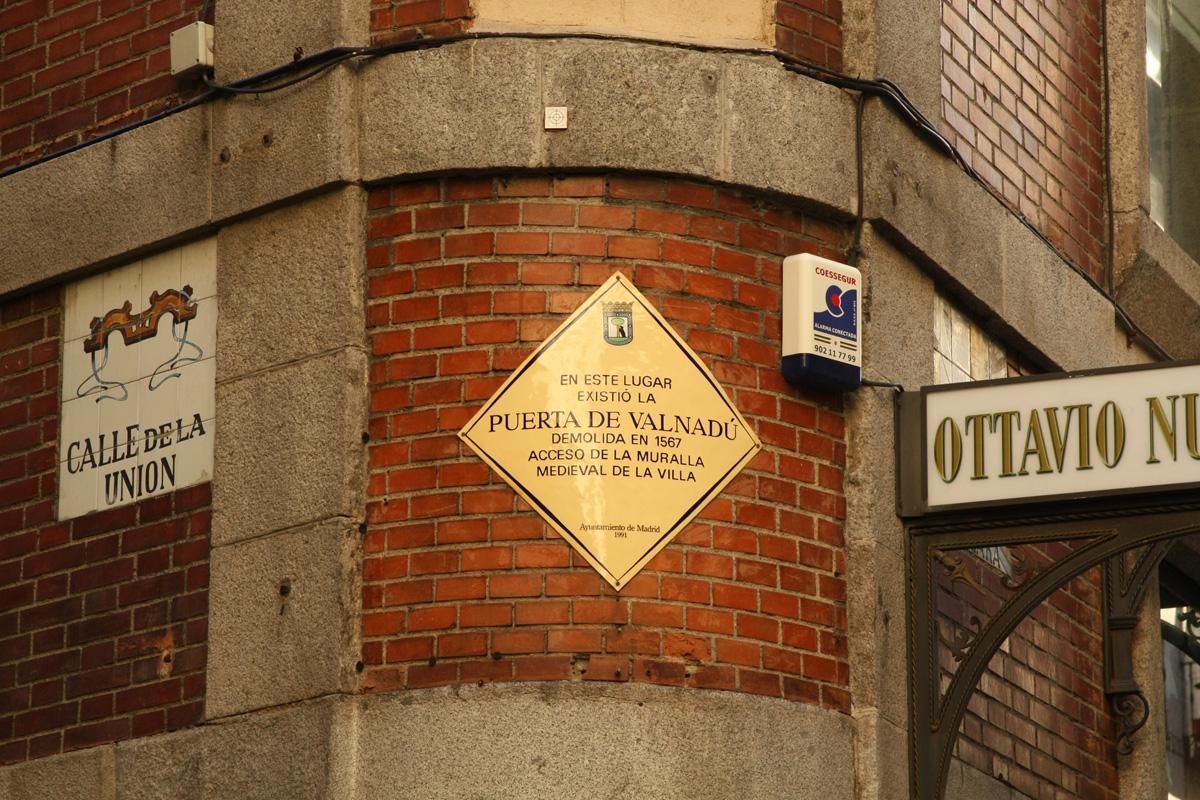 CALLE DE LA
UNION
EN ESTE LUGAR
EXISTIÓ LA
PUERTA DE VALNADÚ
DEMOLIDA EN 1567
ACCESO DE LA MURALLA
MEDIEVAL DE LA VILLA
Ayuntamiento de Madrid
1991
COESSEGUR
ALARMA CONECTADA
902 11 77 99
OTTAVIO NU